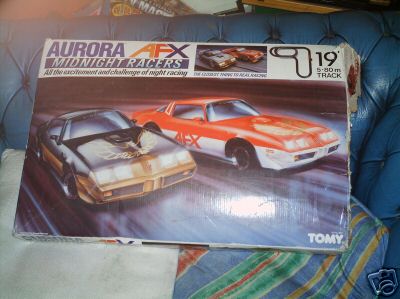 AURORA AFX
MIDNIGHT RACERS
All the excitement and challenge of night racing
THE CLOSEST THING TO REAL RACING
19'
5·80m
TRACK
AFX
TOMY